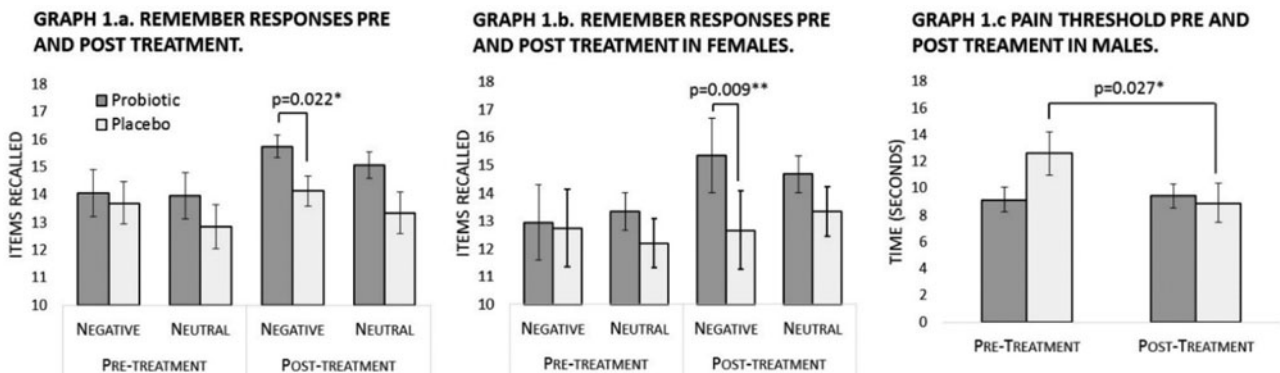 GRAPH 1.a. REMEMBER RESPONSES PRE
AND POST TREATMENT.
18
17
16
15
14
13
12
11
10
ITEMS RECALLED
Probiotic
Placebo
p=0.022*
NEGATIVE NEUTRAL NEGATIVE NEUTRAL
PRE-TREATMENT POST-TREATMENT
GRAPH 1.b. REMEMBER RESPONSES PRE
AND POST TREATMENT IN FEMALES.
18
17
16
15
14
13
12
11
10
ITEMS RECALLED
p=0.009**
NEGATIVE NEUTRAL NEGATIVE NEUTRAL
PRE-TREATMENT POST-TREATMENT
GRAPH 1.c PAIN THRESHOLD PRE AND
POST TREAMENT IN MALES.
18
16
14
12
10
8
6
4
2
0
TIME (SECONDS)
p=0.027*
PRE-TREATMENT POST-TREATMENT